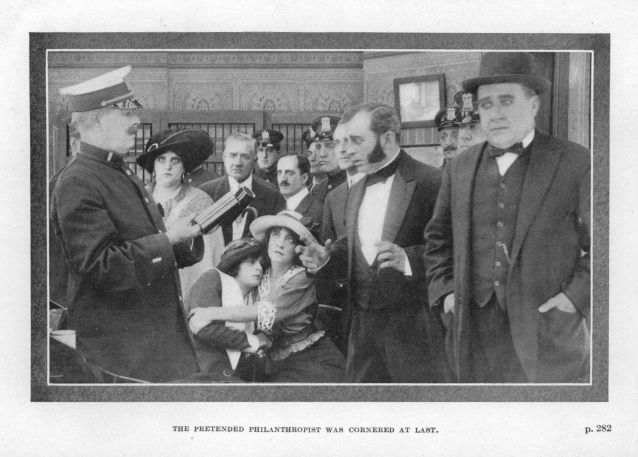 THE PRETENDED PHILANTHROPIST WAS CORNERED AT LAST.
p. 282